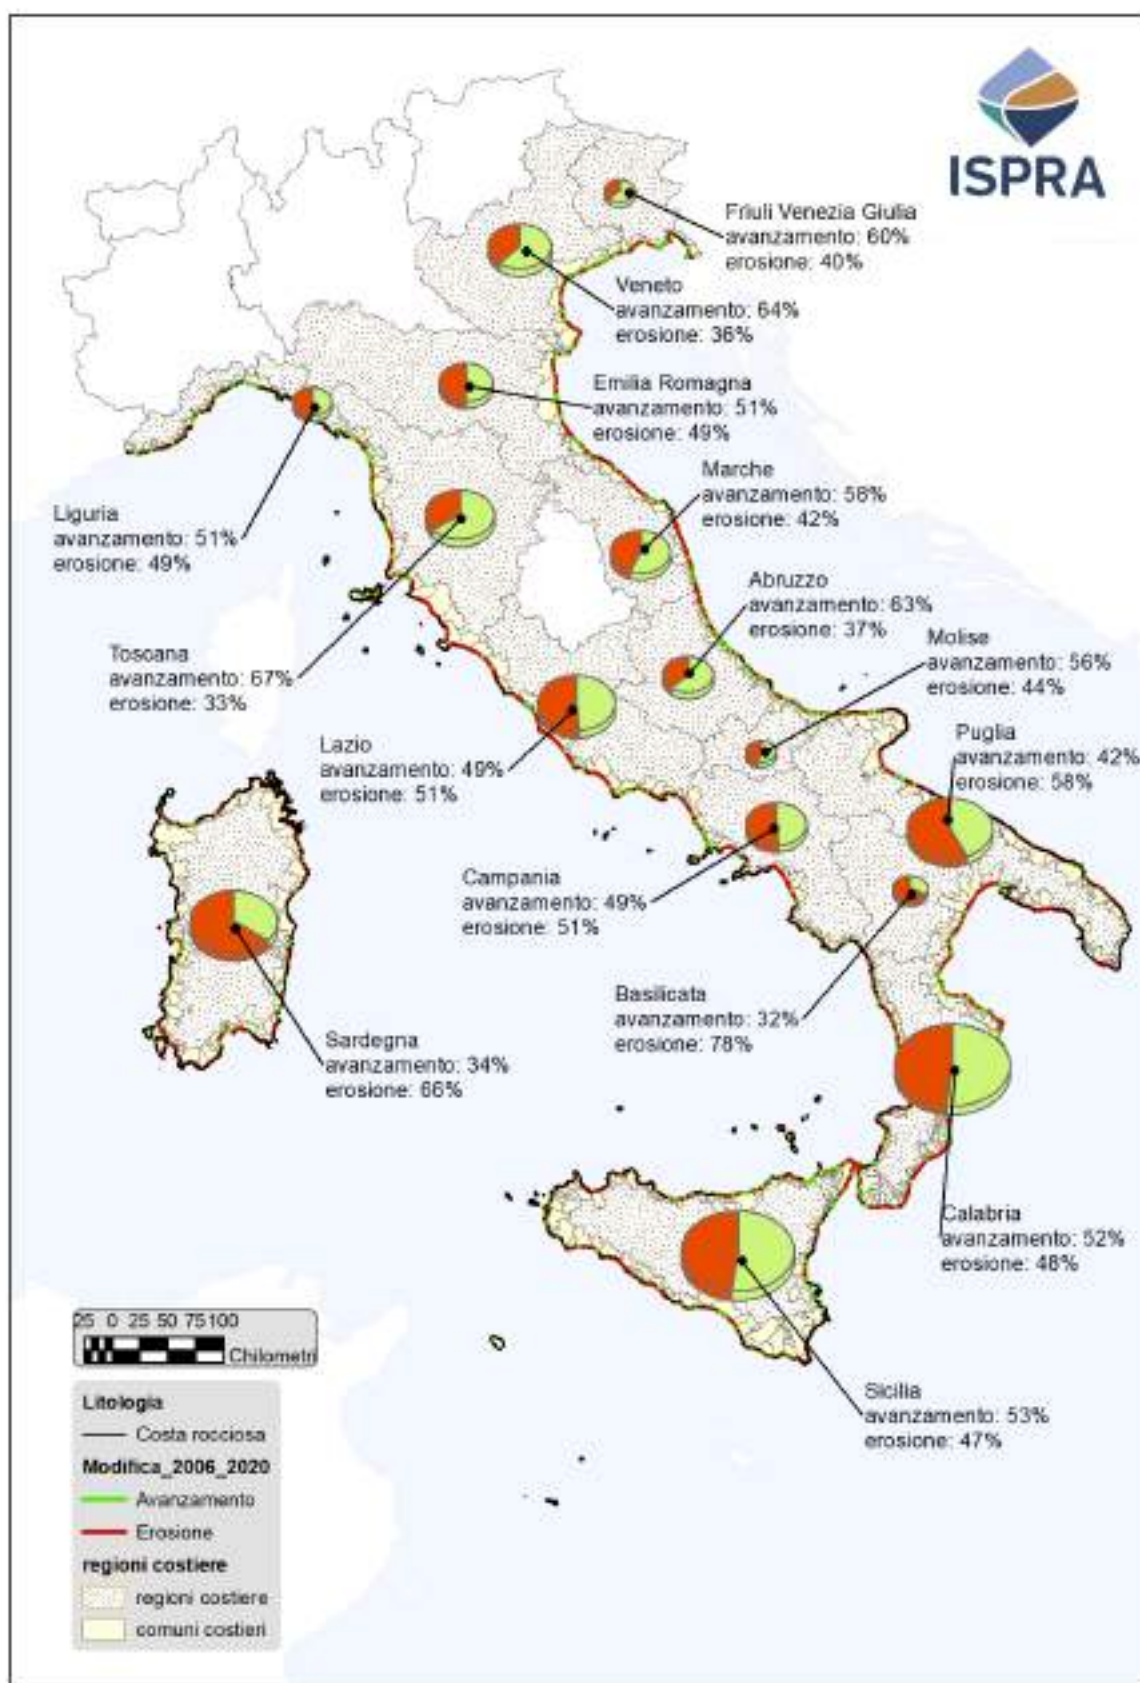 ISPRA
Friuli Venezia Giulia
avanzamento: 60%
erosione: 40%
Veneto
avanzamento: 64%
erosione: 36%
Emilia Romagna
avanzamento: 51%
erosione: 49%
Marche
avanzamento: 58%
erosione: 42%
Liguria
avanzamento: 51%
erosione: 49%
Abruzzo
avanzamento: 63%
erosione: 37%
Molise
avanzamento: 56%
erosione: 44%
Toscana
avanzamento: 67%
erosione: 33%
Lazio
avanzamento: 49%
erosione: 51%
Puglia
avanzamento: 42%
erosione: 58%
Campania
avanzamento: 49%
erosione: 51%
Basilicata
avanzamento: 32%
erosione: 78%
Sardegna
avanzamento: 34%
erosione: 66%
Calabria
avanzamento: 52%
erosione: 48%
Sicilia
avanzamento: 53%
erosione: 47%
25 0 25 50 75 100
Chilometri
Litologia
Costa rocciosa
Modifica_2006_2020
Avanzamento
Erosione
regioni costiere
regioni costiere
comuni costieri